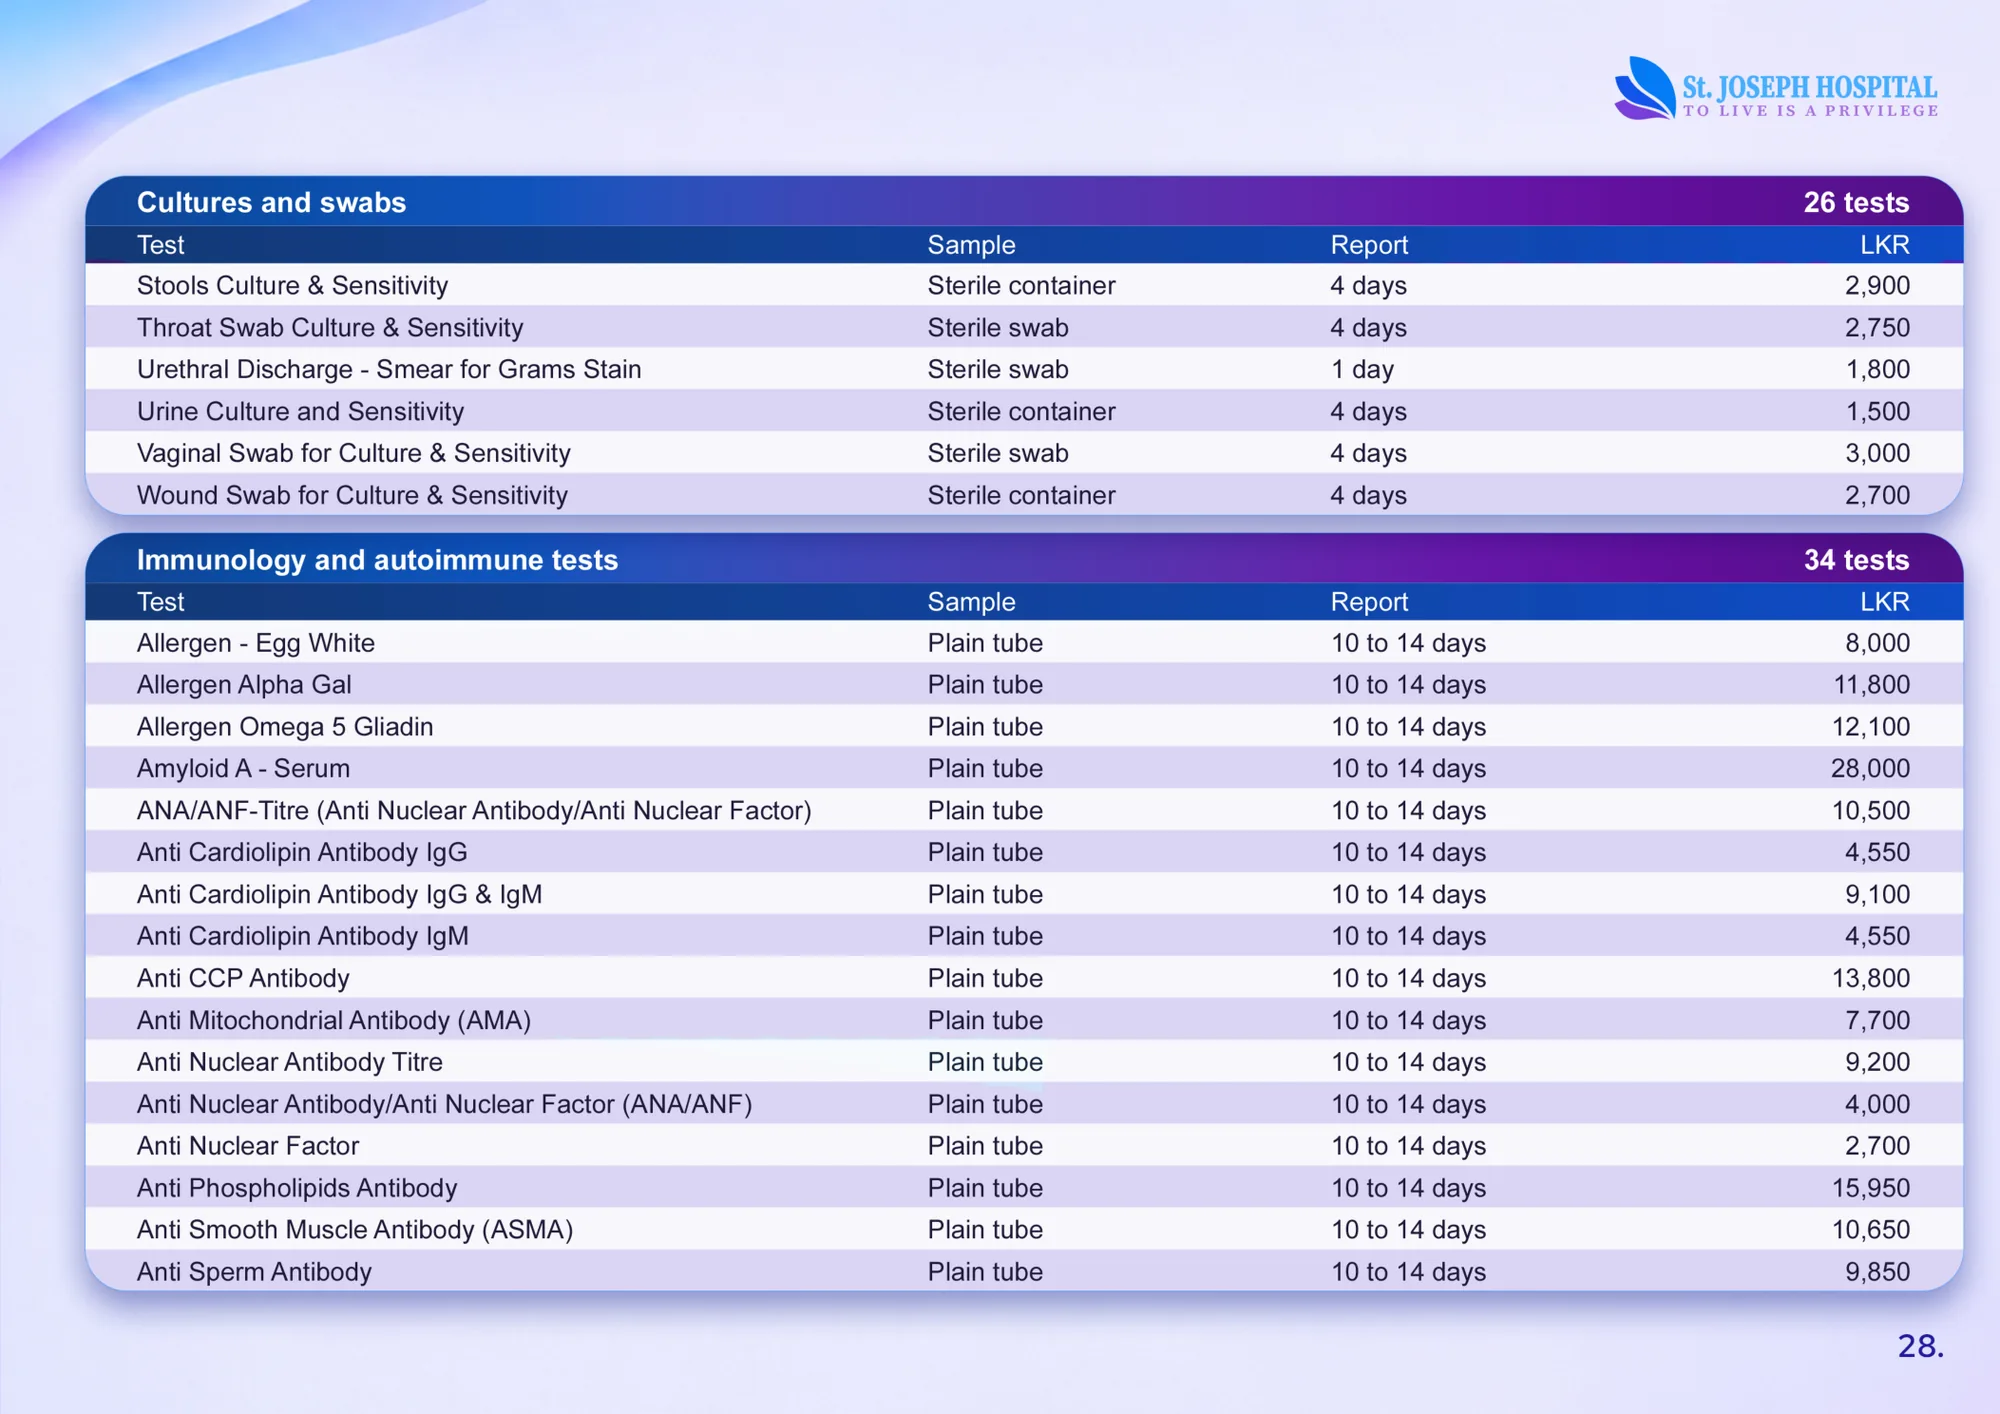 St. JOSEPH HOSPITAL
TO LIVE IS A PRIVILEGE
Cultures and swabs 26 tests
Test Sample Report LKR
Stools Culture & Sensitivity Sterile container 4 days 2,900
Throat Swab Culture & Sensitivity Sterile swab 4 days 2,750
Urethral Discharge - Smear for Grams Stain Sterile swab 1 day 1,800
Urine Culture and Sensitivity Sterile container 4 days 1,500
Vaginal Swab for Culture & Sensitivity Sterile swab 4 days 3,000
Wound Swab for Culture & Sensitivity Sterile container 4 days 2,700
Immunology and autoimmune tests 34 tests
Test Sample Report LKR
Allergen - Egg White Plain tube 10 to 14 days 8,000
Allergen Alpha Gal Plain tube 10 to 14 days 11,800
Allergen Omega 5 Gliadin Plain tube 10 to 14 days 12,100
Amyloid A - Serum Plain tube 10 to 14 days 28,000
ANA/ANF-Titre (Anti Nuclear Antibody/Anti Nuclear Factor) Plain tube 10 to 14 days 10,500
Anti Cardiolipin Antibody IgG Plain tube 10 to 14 days 4,550
Anti Cardiolipin Antibody IgG & IgM Plain tube 10 to 14 days 9,100
Anti Cardiolipin Antibody IgM Plain tube 10 to 14 days 4,550
Anti CCP Antibody Plain tube 10 to 14 days 13,800
Anti Mitochondrial Antibody (AMA) Plain tube 10 to 14 days 7,700
Anti Nuclear Antibody Titre Plain tube 10 to 14 days 9,200
Anti Nuclear Antibody/Anti Nuclear Factor (ANA/ANF) Plain tube 10 to 14 days 4,000
Anti Nuclear Factor Plain tube 10 to 14 days 2,700
Anti Phospholipids Antibody Plain tube 10 to 14 days 15,950
Anti Smooth Muscle Antibody (ASMA) Plain tube 10 to 14 days 10,650
Anti Sperm Antibody Plain tube 10 to 14 days 9,850
28.